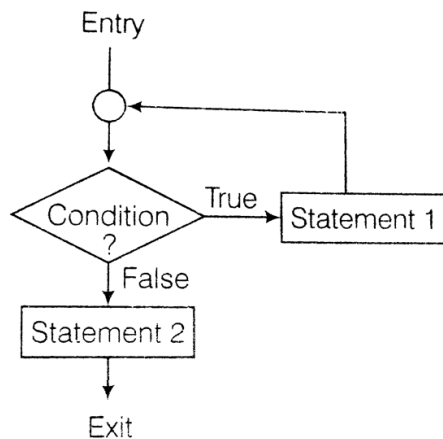 Entry
Condition
?
True
Statement 1
False
Statement 2
Exit